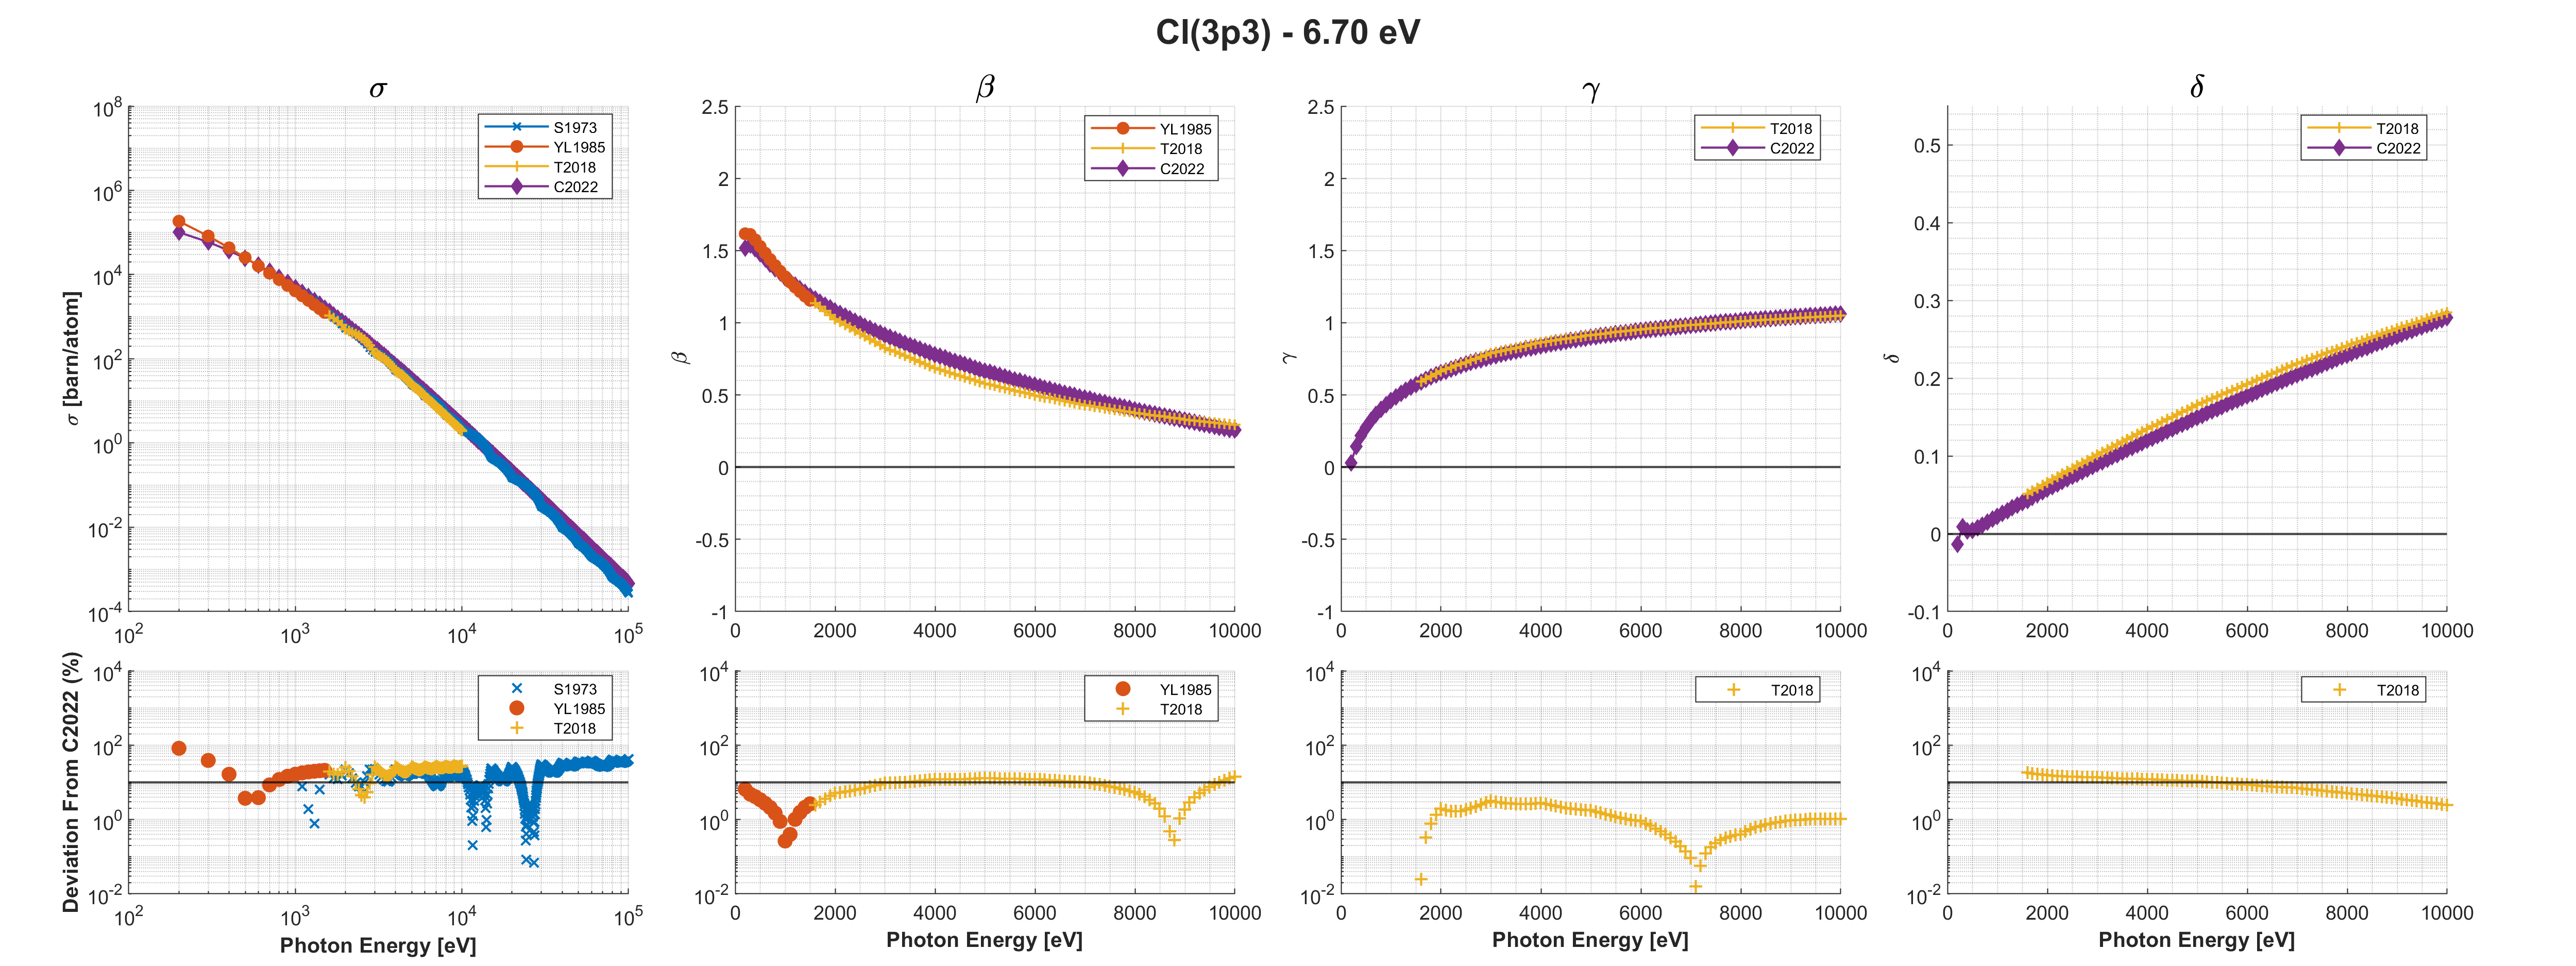 Cl(3p3) - 6.70 eV
σ
10^8
10^6
10^4
10^2
10^0
10^-2
10^-4
10^2
10^3
10^4
10^5
σ [barn/atom]
S1973
YL1985
T2018
C2022
β
2.5
2
1.5
1
0.5
0
-0.5
-1
0
2000
4000
6000
8000
10000
β
YL1985
T2018
C2022
γ
2.5
2
1.5
1
0.5
0
-0.5
-1
0
2000
4000
6000
8000
10000
γ
T2018
C2022
δ
0.5
0.4
0.3
0.2
0.1
0
-0.1
0
2000
4000
6000
8000
10000
δ
T2018
C2022
10^4
10^2
10^0
10^-2
10^2
10^3
10^4
10^5
Deviation From C2022 (%)
Photon Energy [eV]
S1973
YL1985
T2018
10^4
10^2
10^0
10^-2
0
2000
4000
6000
8000
10000
Photon Energy [eV]
YL1985
T2018
10^4
10^2
10^0
10^-2
0
2000
4000
6000
8000
10000
Photon Energy [eV]
T2018
10^4
10^2
10^0
10^-2
0
2000
4000
6000
8000
10000
Photon Energy [eV]
T2018